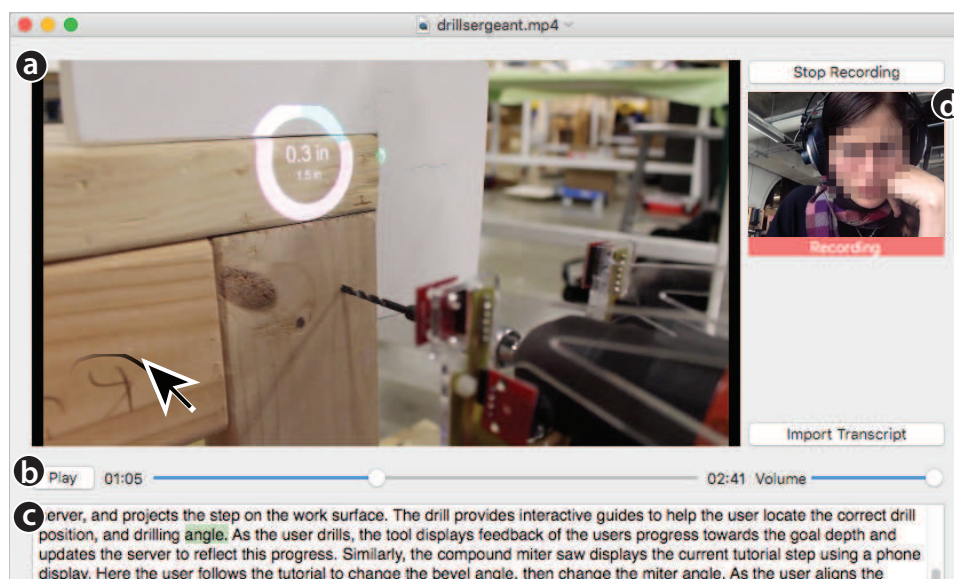 drillsergeant.mp4
a
Stop Recording
d
0.3 in
1.5 in
Recording
Import Transcript
b
Play 01:05 02:41 Volume
c
server, and projects the step on the work surface. The drill provides interactive guides to help the user locate the correct drill
position, and drilling angle. As the user drills, the tool displays feedback of the users progress towards the goal depth and
updates the server to reflect this progress. Similarly, the compound miter saw displays the current tutorial step using a phone
display. Here the user follows the tutorial to change the bevel angle, then change the miter angle. As the user aligns the